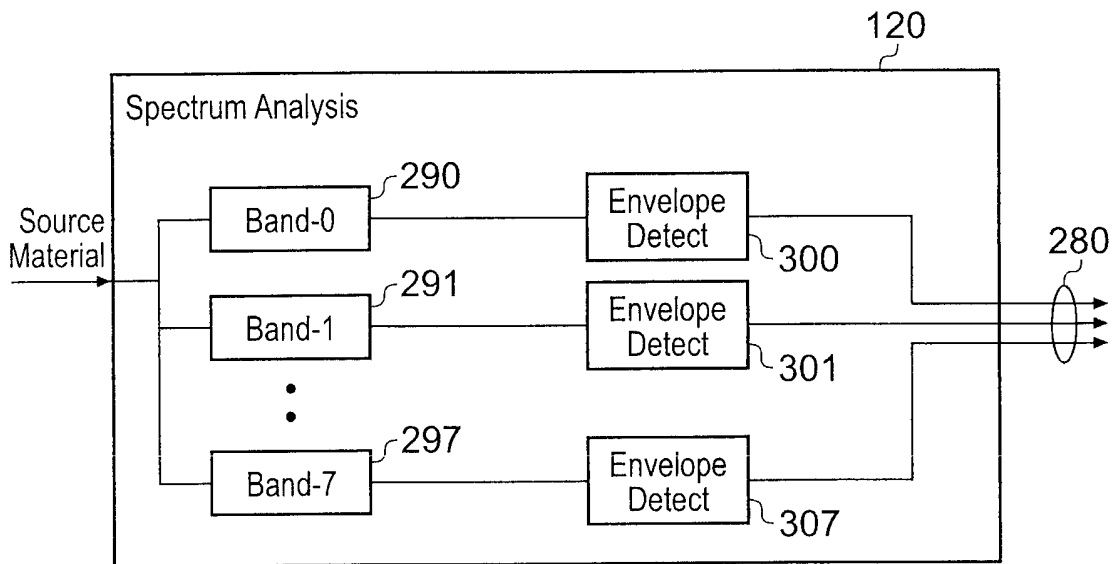 120
Spectrum Analysis
Source
Material
290
Band-0
Envelope
Detect
300
280
291
Band-1
Envelope
Detect
301
297
Band-7
Envelope
Detect
307